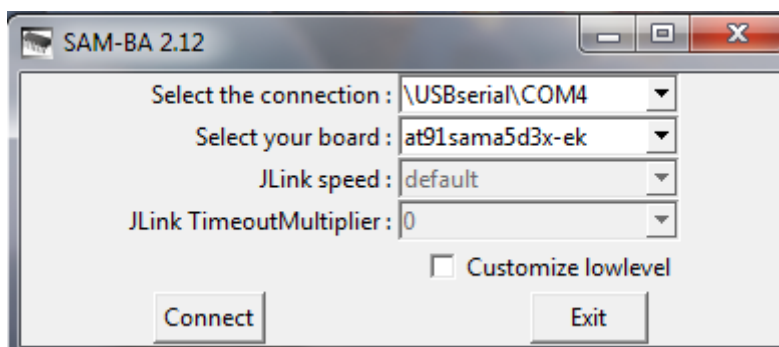 SAM-BA 2.12
Select the connection : \USBserial\COM4
Select your board : at91sama5d3x-ek
JLink speed : default
JLink TimeoutMultiplier : 0
Customize lowlevel
Connect Exit